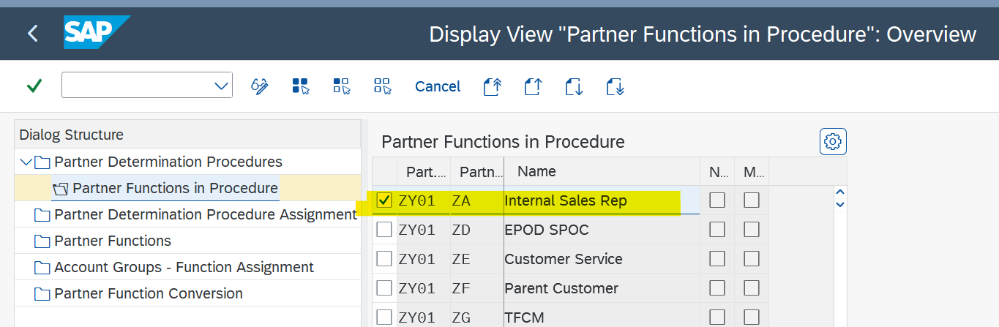 SAP
Display View "Partner Functions in Procedure": Overview
Cancel
Dialog Structure
Partner Determination Procedures
Partner Functions in Procedure
Partner Determination Procedure Assignment
Partner Functions
Account Groups - Function Assignment
Partner Function Conversion
Partner Functions in Procedure
Part.... Partn... Name N... M...
ZY01 ZA Internal Sales Rep
ZY01 ZD EPOD SPOC
ZY01 ZE Customer Service
ZY01 ZF Parent Customer
ZY01 ZG TFCM